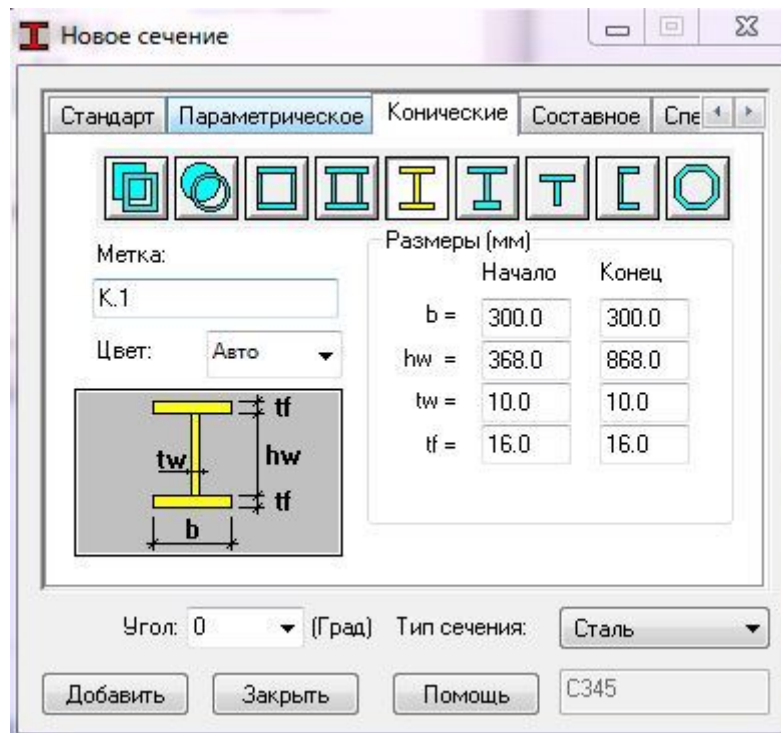 Новое сечение
Стандарт Параметрическое Конические Составное Спе
Метка:
К.1
Цвет: Авто
Размеры (мм)
Начало Конец
b = 300.0 300.0
hw = 368.0 868.0
tw = 10.0 10.0
tf = 16.0 16.0
tf
tw hw
tf
b
Угол: 0 (Град) Тип сечения: Сталь
Добавить Закрыть Помощь С345